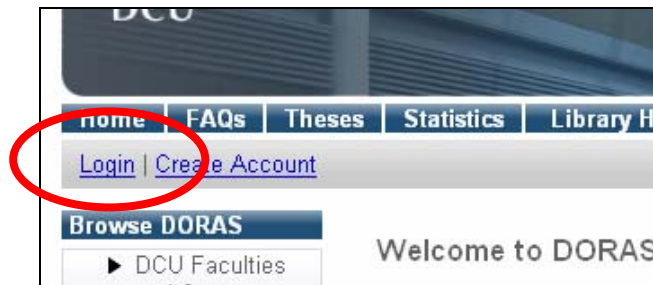 DCU
Home FAQs Theses Statistics Library H
Login | Create Account
Browse DORAS
Welcome to DORAS
► DCU Faculties